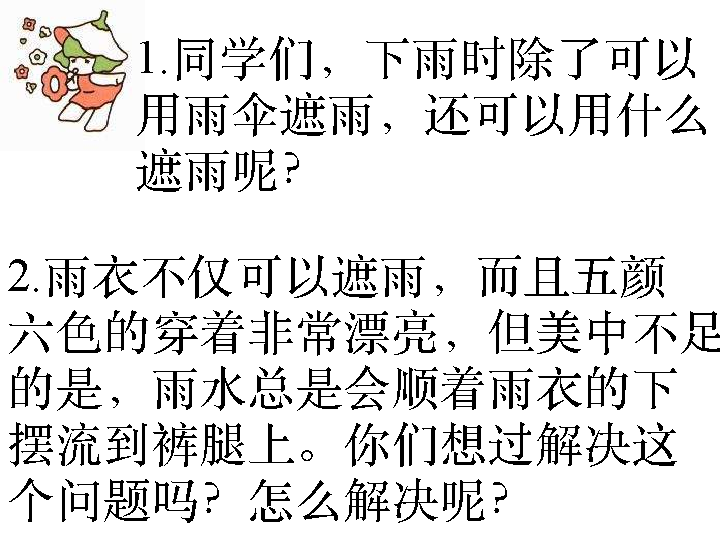 1.同学们，下雨时除了可以
用雨伞遮雨，还可以用什么
遮雨呢？
2.雨衣不仅可以遮雨，而且五颜
六色的穿着非常漂亮，但美中不足
的是，雨水总是会顺着雨衣的下
摆流到裤腿上。你们想过解决这
个问题吗？怎么解决呢？